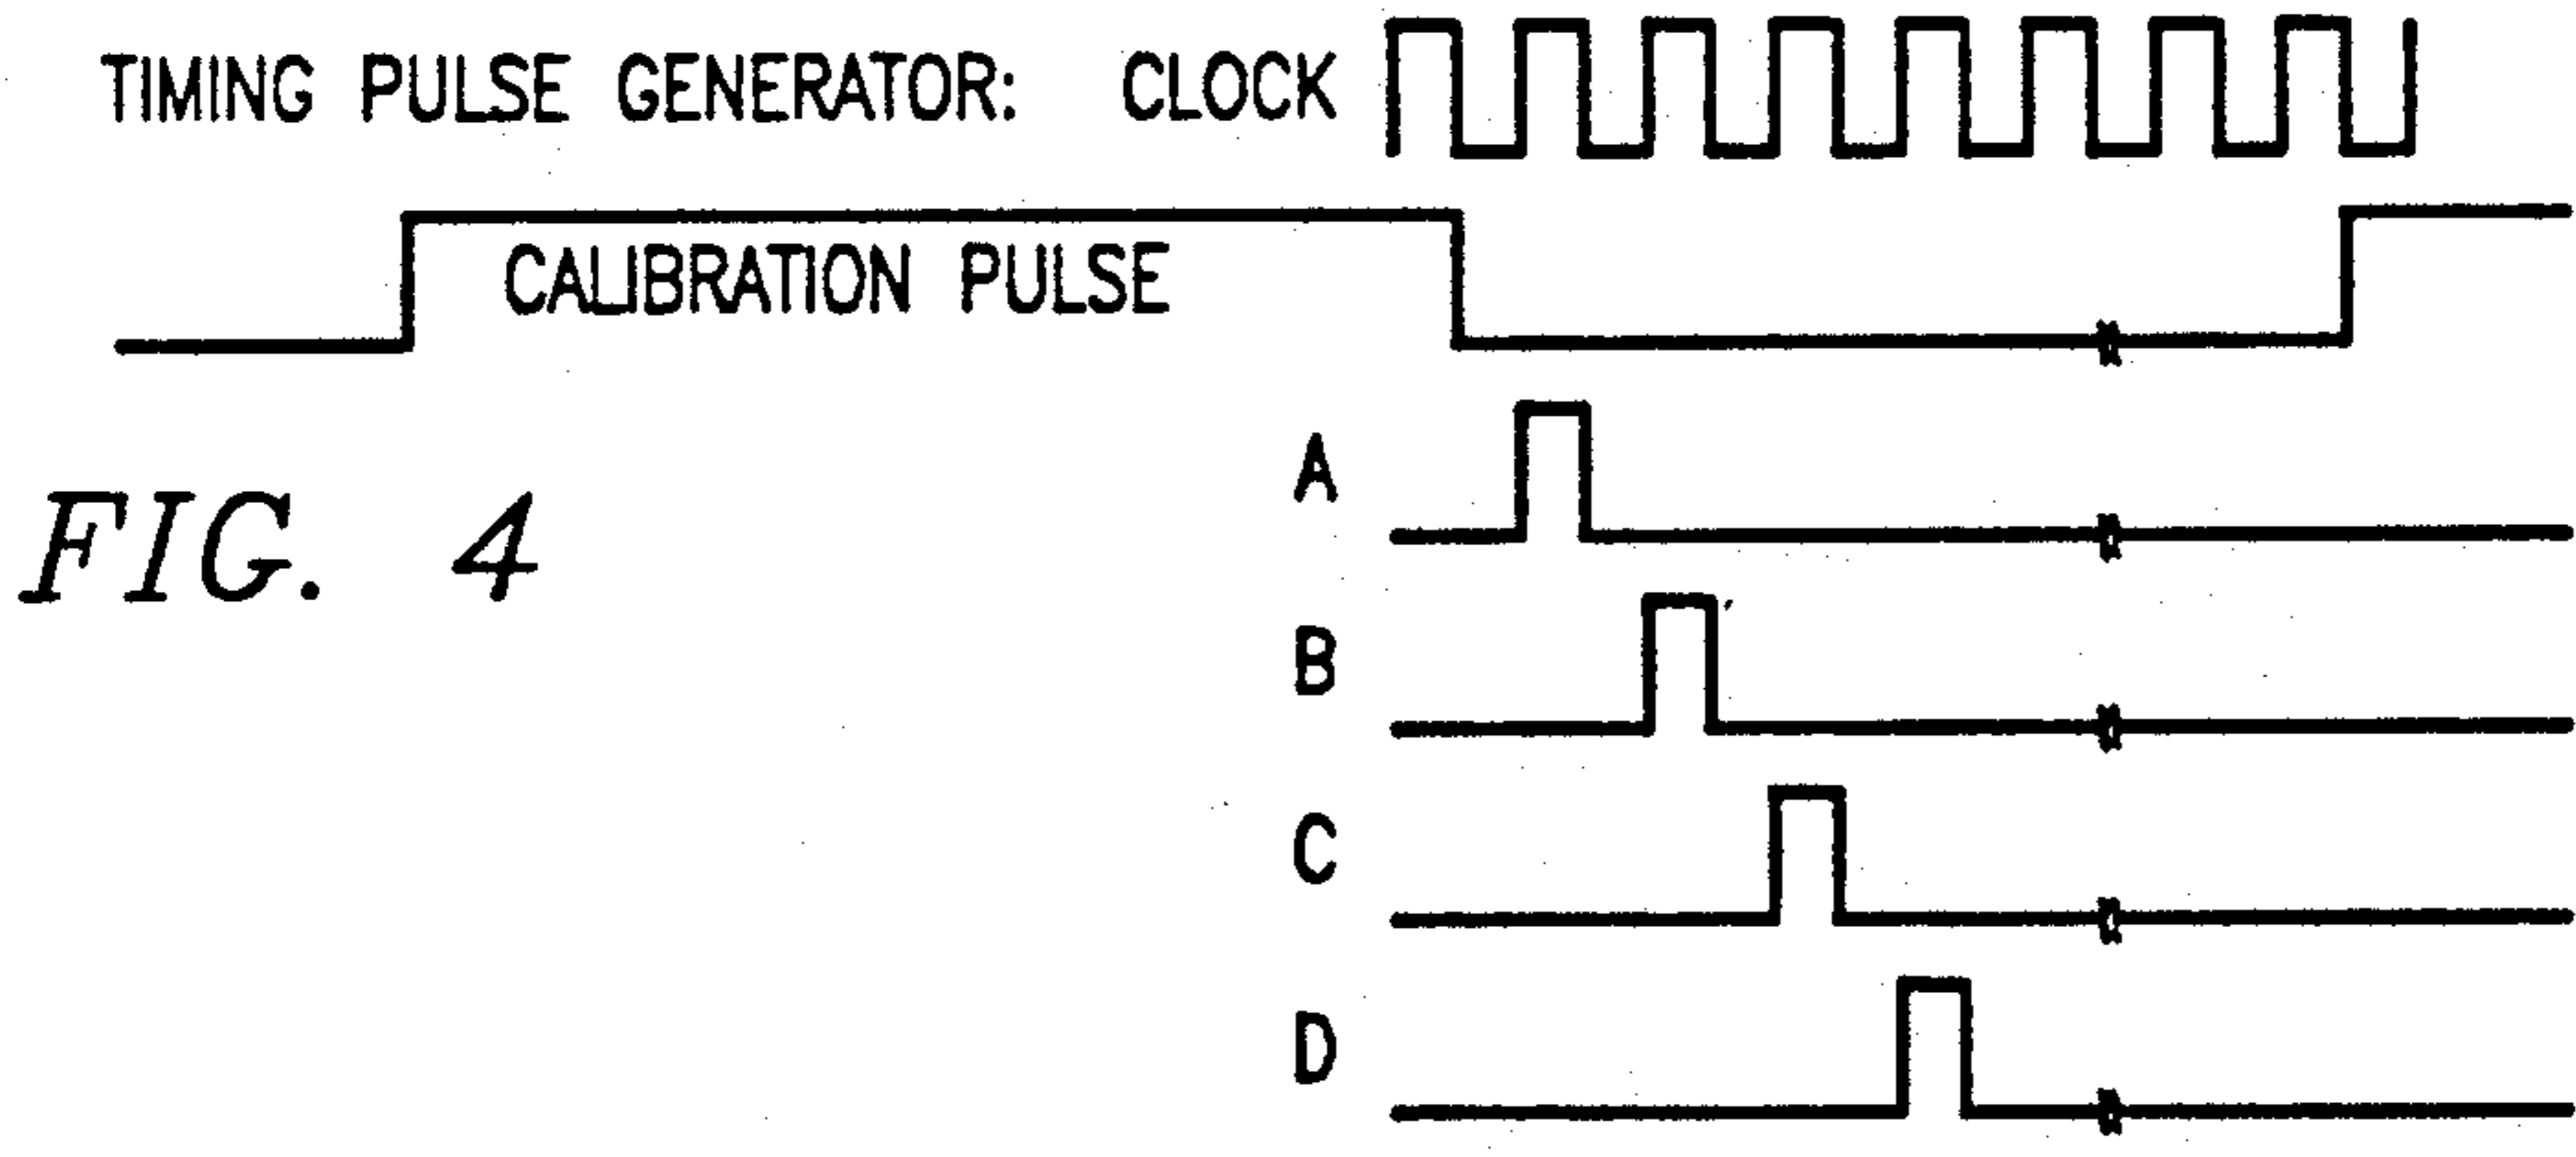 TIMING PULSE GENERATOR: CLOCK
CALIBRATION PULSE
A
FIG. 4
B
C
D